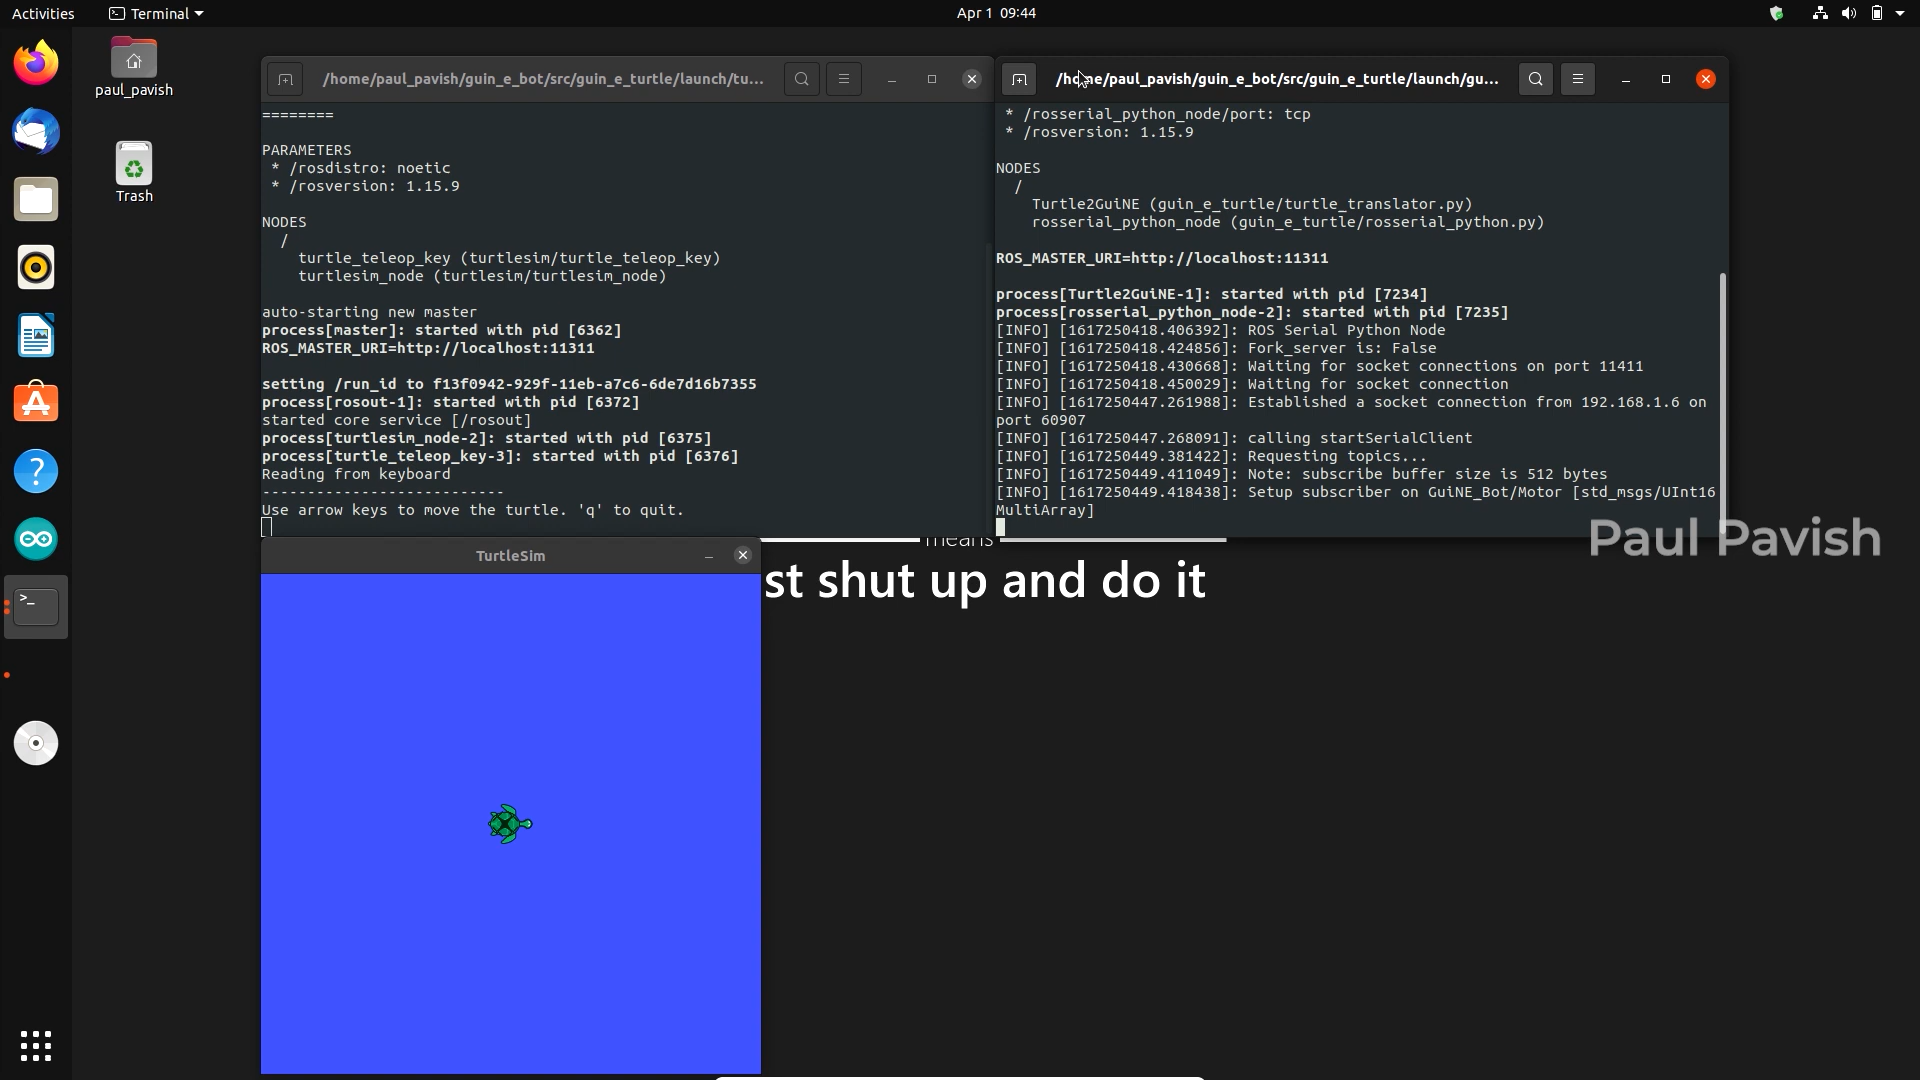 Activities
Terminal
Apr 1 09:44
paul_pavish
Trash
/home/paul_pavish/guin_e_bot/src/guin_e_turtle/launch/tu...
========
PARAMETERS
* /rosdistro: noetic
* /rosversion: 1.15.9
NODES
/
turtle_teleop_key (turtlesim/turtle_teleop_key)
turtlesim_node (turtlesim/turtlesim_node)
auto-starting new master
process[master]: started with pid [6362]
ROS_MASTER_URI=http://localhost:11311
setting /run_id to f13f0942-929f-11eb-a7c6-6de7d16b7355
process[rosout-1]: started with pid [6372]
started core service [/rosout]
process[turtlesim_node-2]: started with pid [6375]
process[turtle_teleop_key-3]: started with pid [6376]
Reading from keyboard
---------------------------
Use arrow keys to move the turtle. 'q' to quit.
/home/paul_pavish/guin_e_bot/src/guin_e_turtle/launch/gu...
* /rosserial_python_node/port: tcp
* /rosversion: 1.15.9
NODES
/
Turtle2GuiNE (guin_e_turtle/turtle_translator.py)
rosserial_python_node (guin_e_turtle/rosserial_python.py)
ROS_MASTER_URI=http://localhost:11311
process[Turtle2GuiNE-1]: started with pid [7234]
process[rosserial_python_node-2]: started with pid [7235]
[INFO] [1617250418.406392]: ROS Serial Python Node
[INFO] [1617250418.424856]: Fork_server is: False
[INFO] [1617250418.430668]: Waiting for socket connections on port 11411
[INFO] [1617250418.450029]: Waiting for socket connection
[INFO] [1617250447.261988]: Established a socket connection from 192.168.1.6 on
port 60907
[INFO] [1617250447.268091]: calling startSerialClient
[INFO] [1617250449.381422]: Requesting topics...
[INFO] [1617250449.411049]: Note: subscribe buffer size is 512 bytes
[INFO] [1617250449.418438]: Setup subscriber on GuiNE_Bot/Motor [std_msgs/UInt16
MultiArray]
Paul Pavish
means
st shut up and do it
TurtleSim